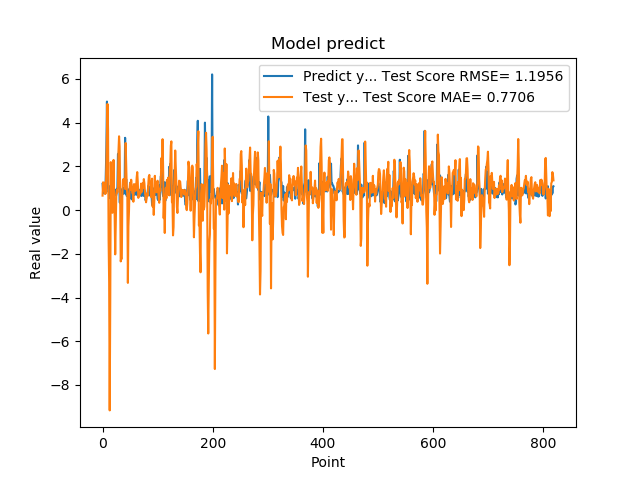 Model predict
Predict y... Test Score RMSE= 1.1956
Test y... Test Score MAE= 0.7706
Real value
6
4
2
0
−2
−4
−6
−8
0 200 400 600 800
Point